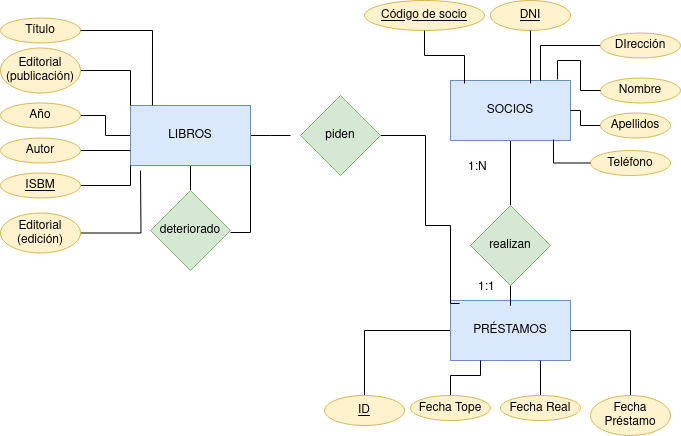 Título
Código de socio
DNI
Editorial
(publicación)
DIrección
Nombre
Año
LIBROS
piden
SOCIOS
Apellidos
Autor
Teléfono
1:N
ISBM
Editorial
(edición)
deteriorado
realizan
1:1
PRÉSTAMOS
ID
Fecha Tope
Fecha Real
Fecha
Préstamo